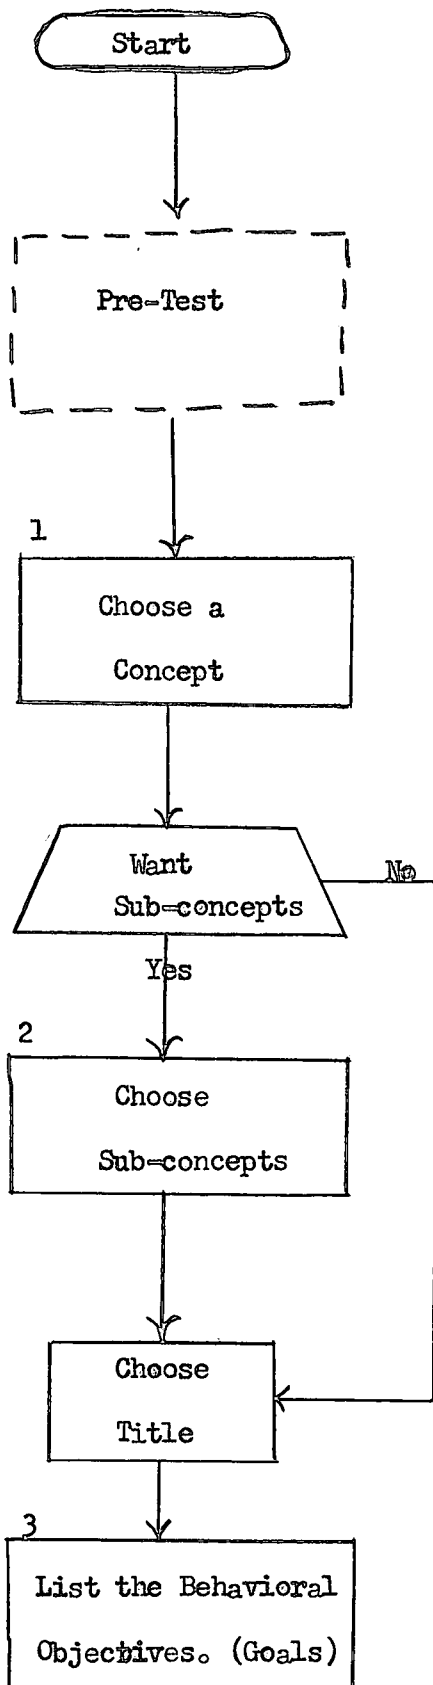 Start
Pre-Test
1
Choose a
Concept
Want
Sub-concepts
No
Yes
2
Choose
Sub-concepts
Choose
Title
3
List the Behavioral
Objectives. (Goals)